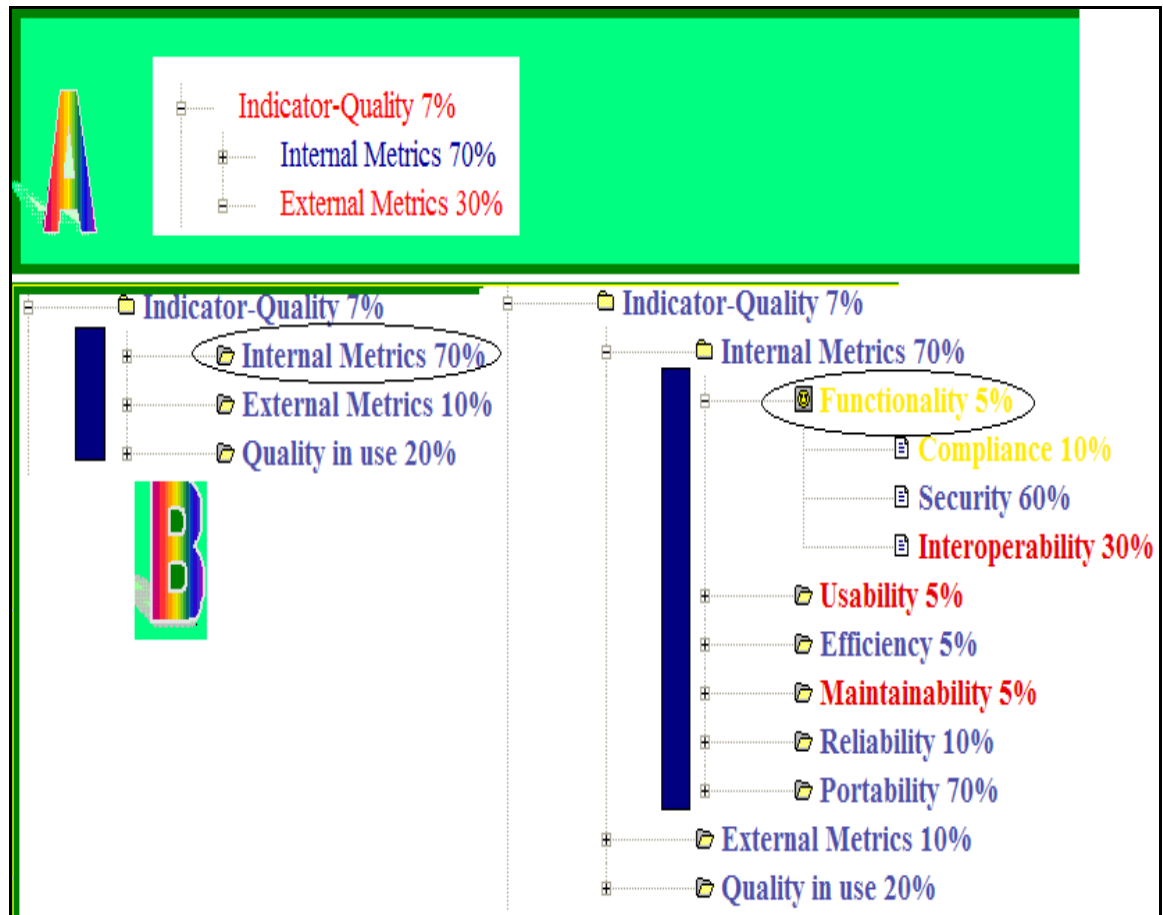 A
Indicator-Quality 7%
Internal Metrics 70%
External Metrics 30%
Indicator-Quality 7%
Internal Metrics 70%
External Metrics 10%
Quality in use 20%
B
Indicator-Quality 7%
Internal Metrics 70%
Functionality 5%
Compliance 10%
Security 60%
Interoperability 30%
Usability 5%
Efficiency 5%
Maintainability 5%
Reliability 10%
Portability 70%
External Metrics 10%
Quality in use 20%